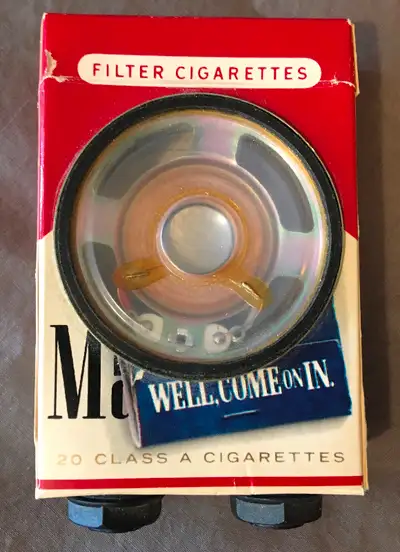 FILTER CIGARETTES
Ma
WELL, COME ON IN.
20 CLASS A CIGARETTES